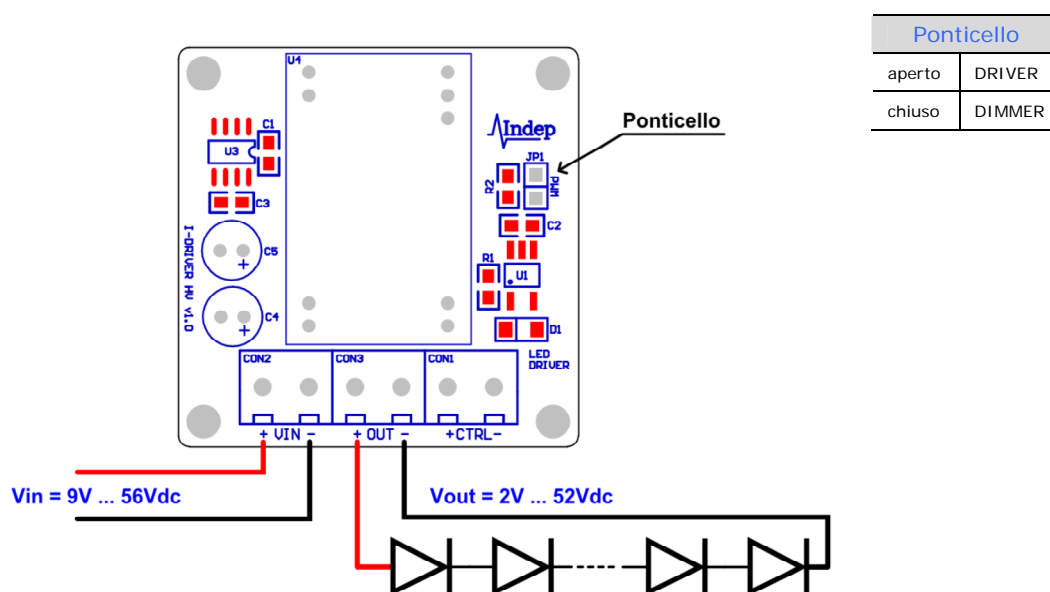 Ponticello
aperto DRIVER
chiuso DIMMER
U4
C1
U3
Indep
Ponticello
JP1
R2
PWM
C3
C2
I-DRIVER HV v1.0
C5
+
R1
U1
C4
+
D1
LED
DRIVER
CON2 CON3 CON1
+ VIN - + OUT - +CTRL-
Vin = 9V ... 56Vdc Vout = 2V ... 52Vdc